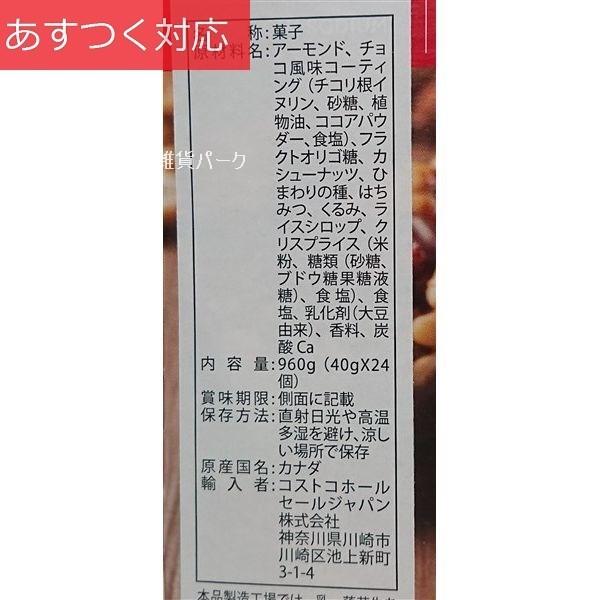 あすつく対応
称:菓子
原材料名:アーモンド、チョ
コ風味コーティ
ング(チコリ根イ
ヌリン、砂糖、植
物油、ココアパウ
ダー、食塩)、フラ
クトオリゴ糖、カ
シューナッツ、ひ
まわりの種、はち
みつ、くるみ、ラ
イスシロップ、ク
リスプライス(米
粉、糖類(砂糖、
ブドウ糖果糖液
糖)、食塩)、食
塩、乳化剤(大豆
由来)、香料、炭
酸Ca
内容量:960g(40gX24
個)
賞味期限:側面に記載
保存方法:直射日光や高温
多湿を避け、涼し
い場所で保存
原産国名:カナダ
輸入者:コストコホール
セールジャパン
株式会社
神奈川県川崎市
川崎区池上新町
3-1-4
本品製造工場では、乳、
雑貨パーク